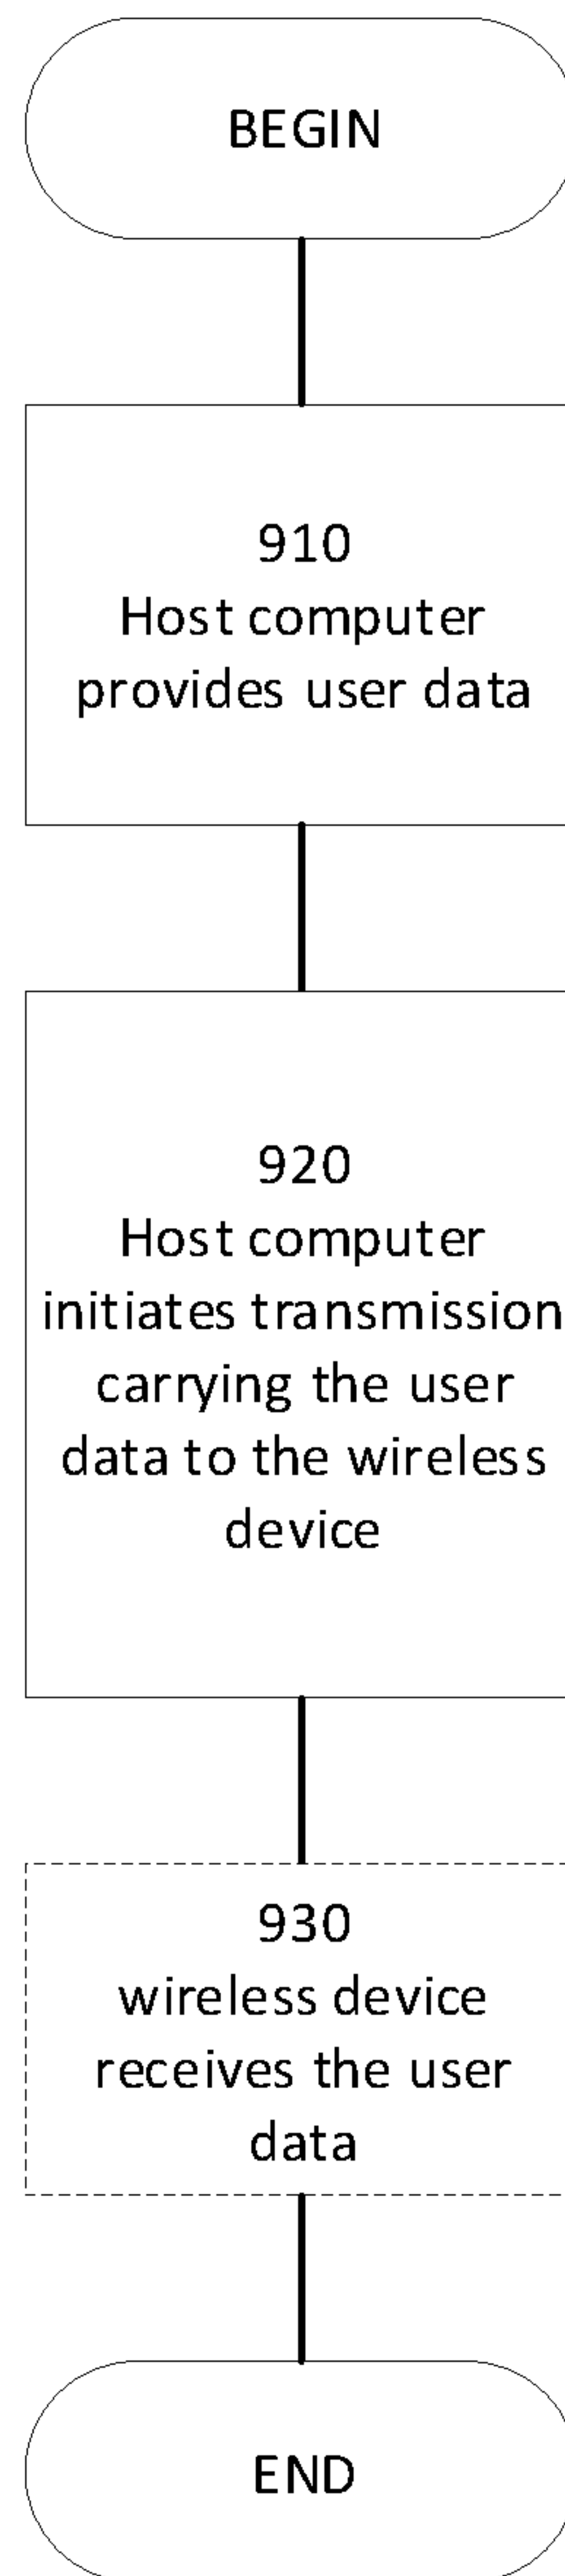 BEGIN
910
Host computer
provides user data
920
Host computer
initiates transmission
carrying the user
data to the wireless
device
930
wireless device
receives the user
data
END